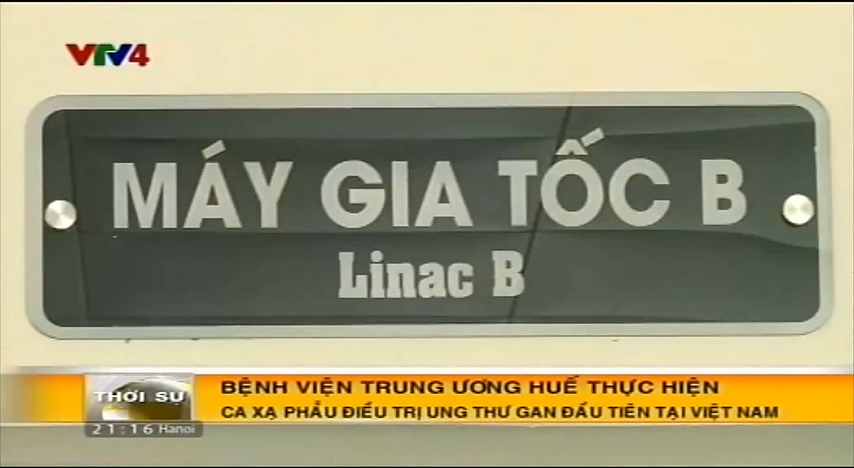 VTV4
MÁY GIA TỐC B
Linac B
THỜI SỰ
BỆNH VIỆN TRUNG ƯƠNG HUẾ THỰC HIỆN
CA XẠ PHẪU ĐIỀU TRỊ UNG THƯ GAN ĐẦU TIÊN TẠI VIỆT NAM
21:16 Hanoi